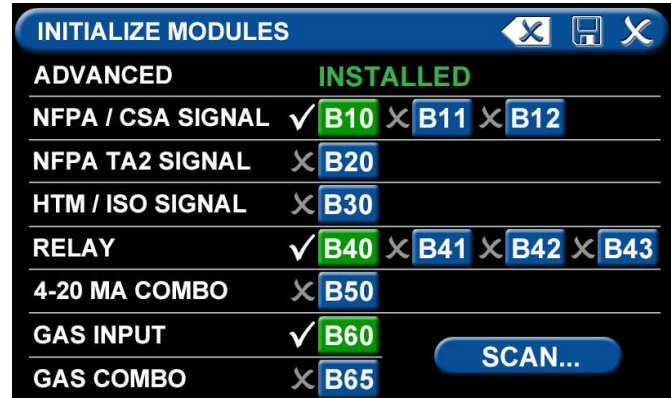 INITIALIZE MODULES
ADVANCED INSTALLED
NFPA / CSA SIGNAL B10 B11 B12
NFPA TA2 SIGNAL B20
HTM / ISO SIGNAL B30
RELAY B40 B41 B42 B43
4-20 MA COMBO B50
GAS INPUT B60
SCAN...
GAS COMBO B65